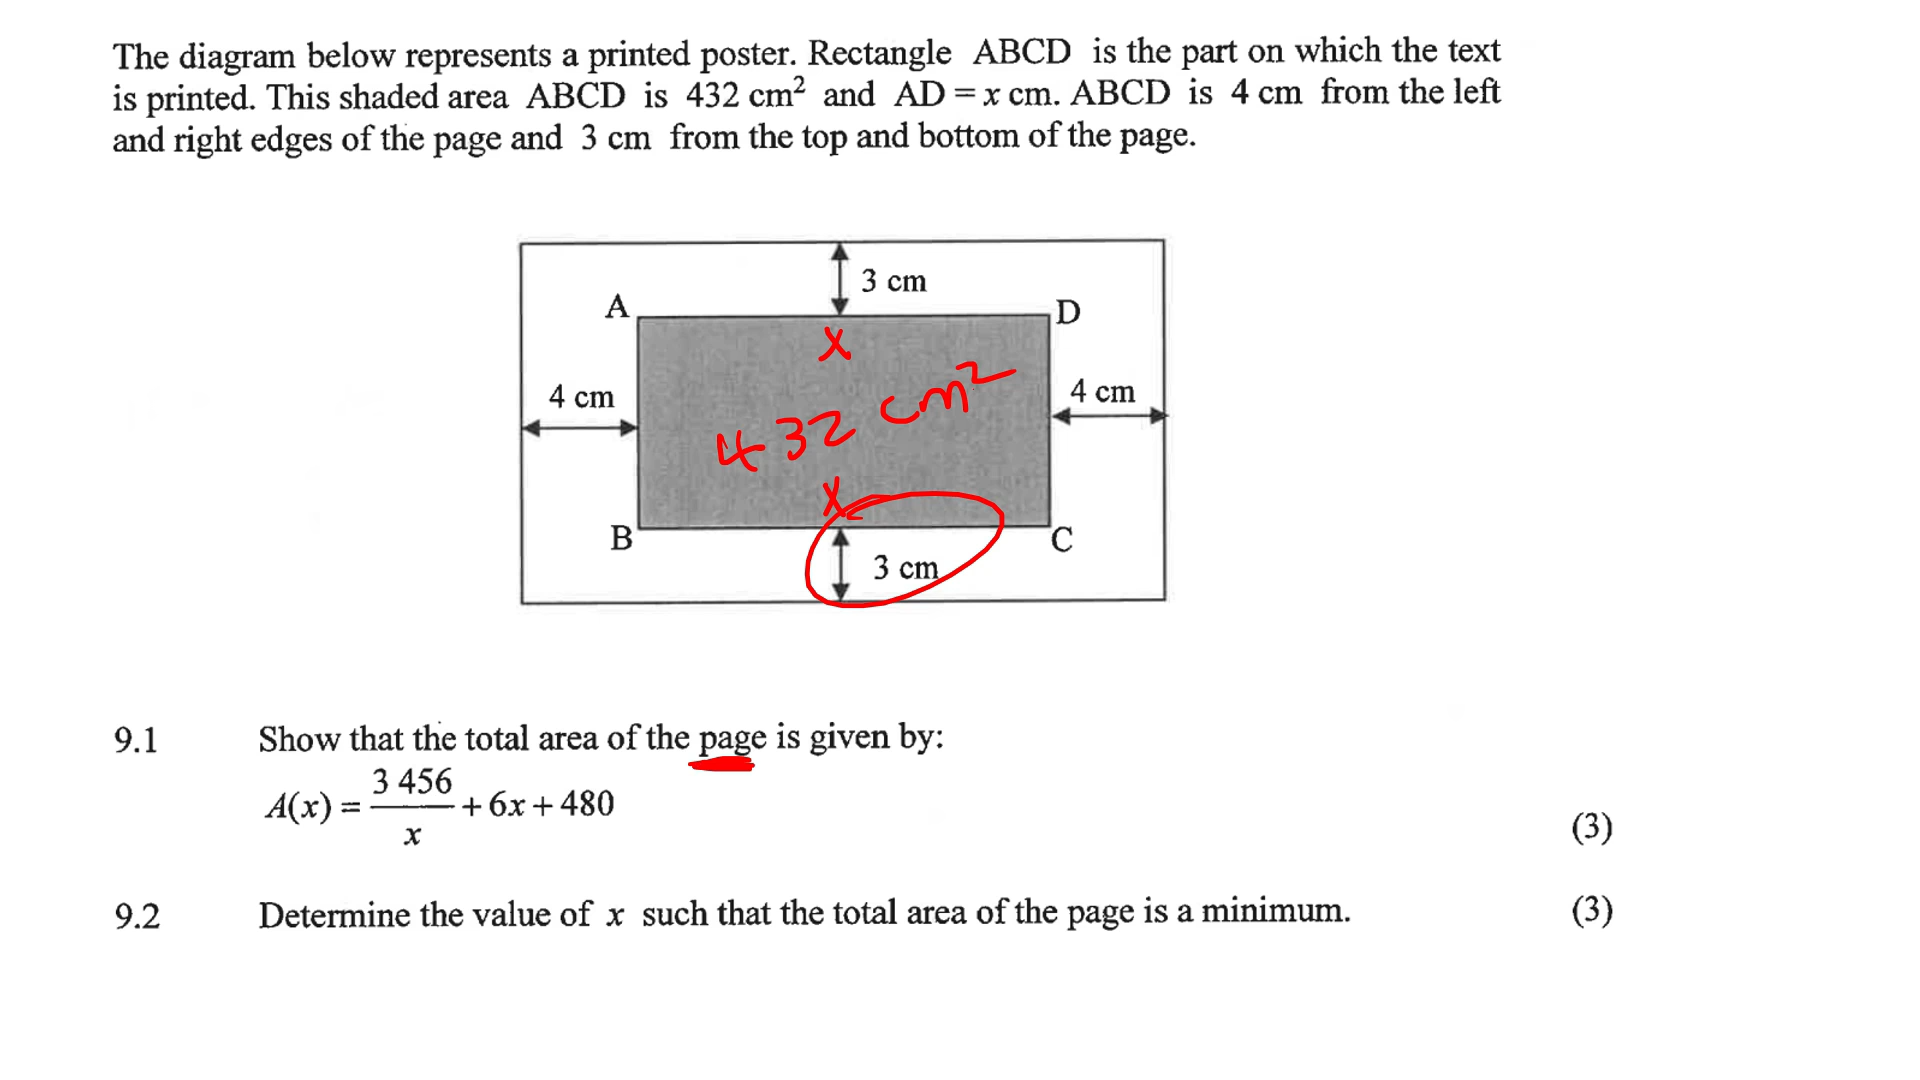 The diagram below represents a printed poster. Rectangle ABCD is the part on which the text
is printed. This shaded area ABCD is 432 cm² and AD = x cm. ABCD is 4 cm from the left
and right edges of the page and 3 cm from the top and bottom of the page.
3 cm
A
D
x
4 cm
432 cm²
4 cm
x
B
C
3 cm
9.1 Show that the total area of the page is given by:
A(x) = 3 456/x + 6x + 480
(3)
9.2 Determine the value of x such that the total area of the page is a minimum. (3)